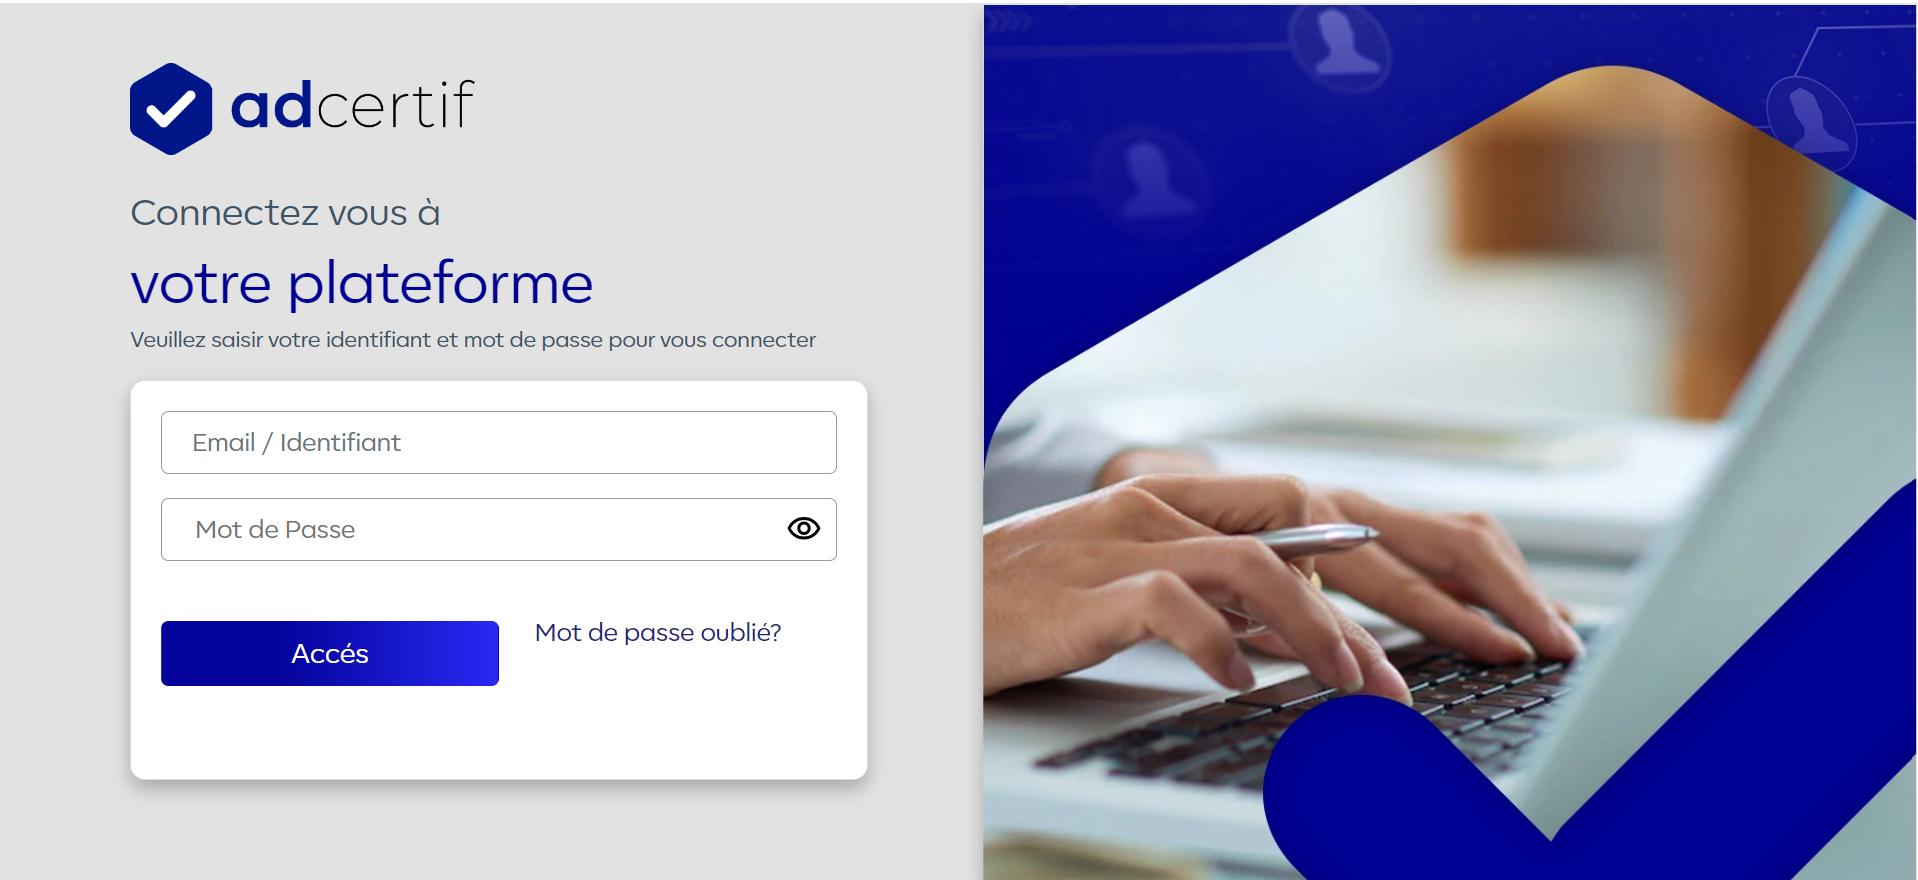 adcertif
Connectez vous à
votre plateforme
Veuillez saisir votre identifiant et mot de passe pour vous connecter
Email / Identifiant
Mot de Passe
Accés
Mot de passe oublié?